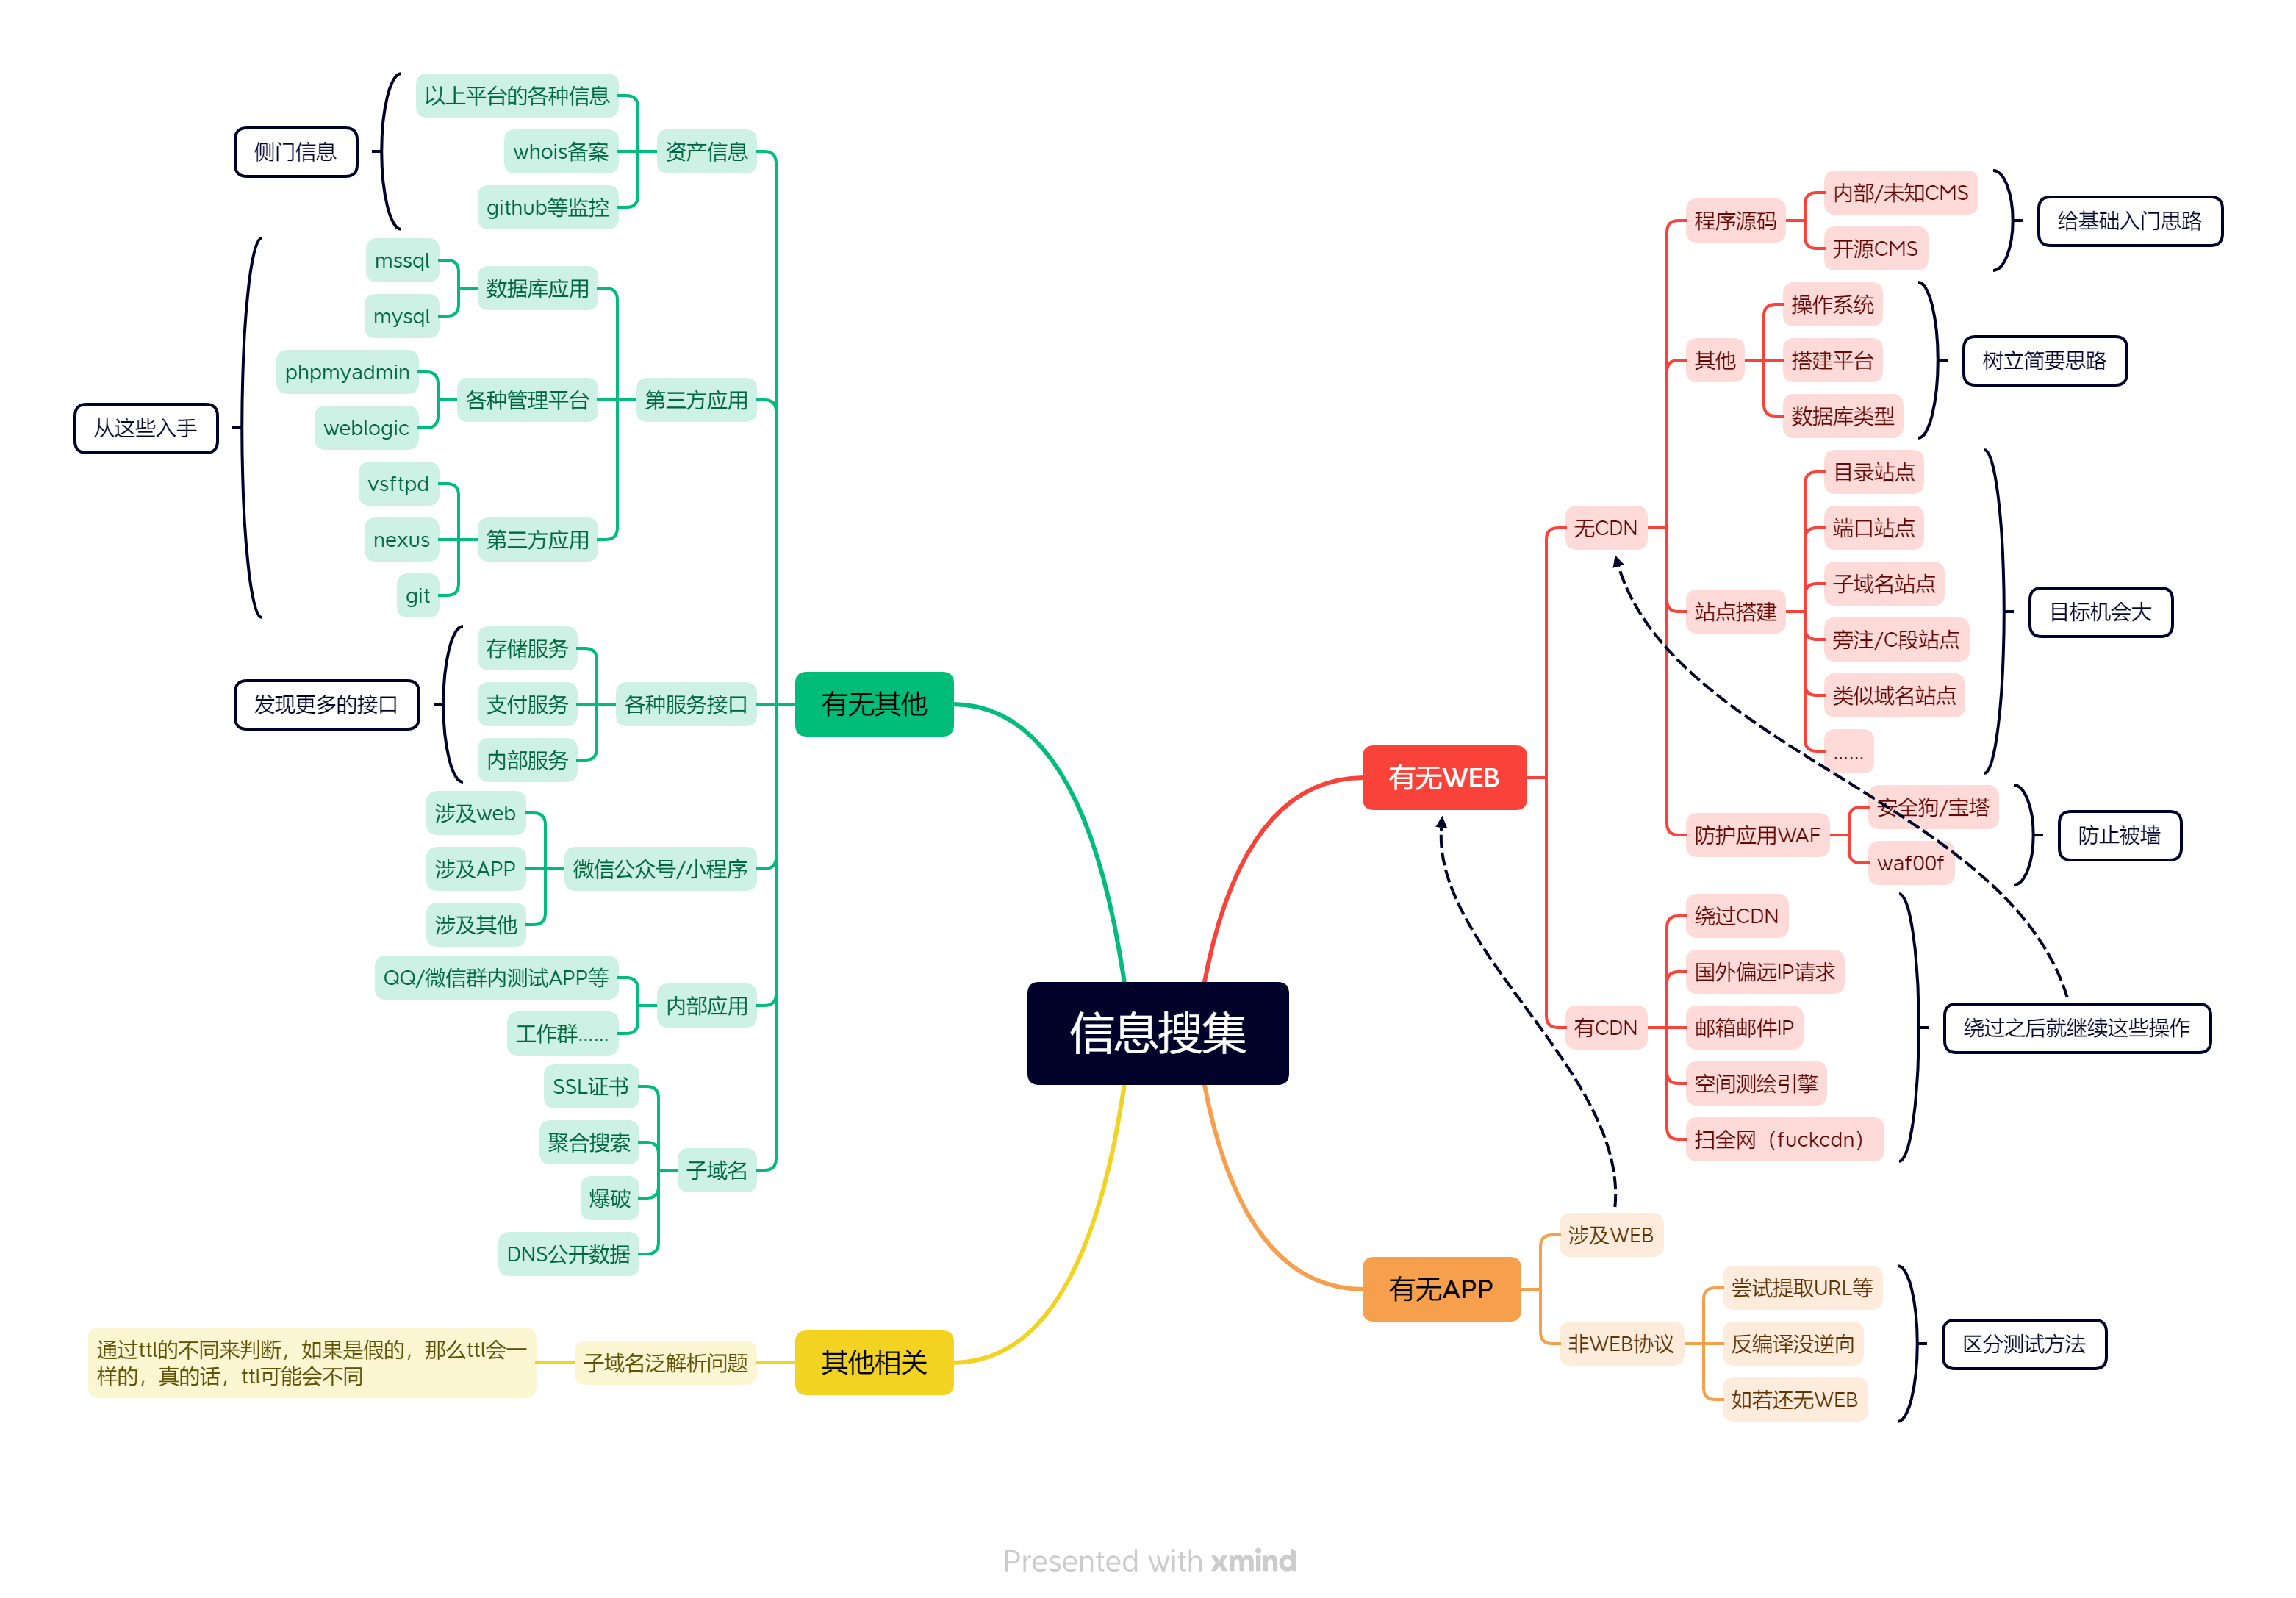 信息搜集
有无WEB
无CDN
程序源码
内部/未知CMS
开源CMS
给基础入门思路
其他
操作系统
搭建平台
数据库类型
树立简要思路
站点搭建
目录站点
端口站点
子域名站点
旁注/C段站点
类似域名站点
......
目标机会大
防护应用WAF
安全狗/宝塔
waf00f
防止被墙
有CDN
绕过CDN
国外偏远IP请求
邮箱邮件IP
空间测绘引擎
扫全网（fuckcdn）
绕过之后就继续这些操作
有无APP
涉及WEB
非WEB协议
尝试提取URL等
反编译没逆向
如若还无WEB
区分测试方法
有无其他
资产信息
以上平台的各种信息
whois备案
github等监控
侧门信息
第三方应用
数据库应用
mssql
mysql
各种管理平台
phpmyadmin
weblogic
第三方应用
vsftpd
nexus
git
从这些入手
各种服务接口
存储服务
支付服务
内部服务
发现更多的接口
微信公众号/小程序
涉及web
涉及APP
涉及其他
内部应用
QQ/微信群内测试APP等
工作群......
子域名
SSL证书
聚合搜索
爆破
DNS公开数据
其他相关
子域名泛解析问题
通过ttl的不同来判断，如果是假的，那么ttl会一
样的，真的话，ttl可能会不同
Presented with xmind